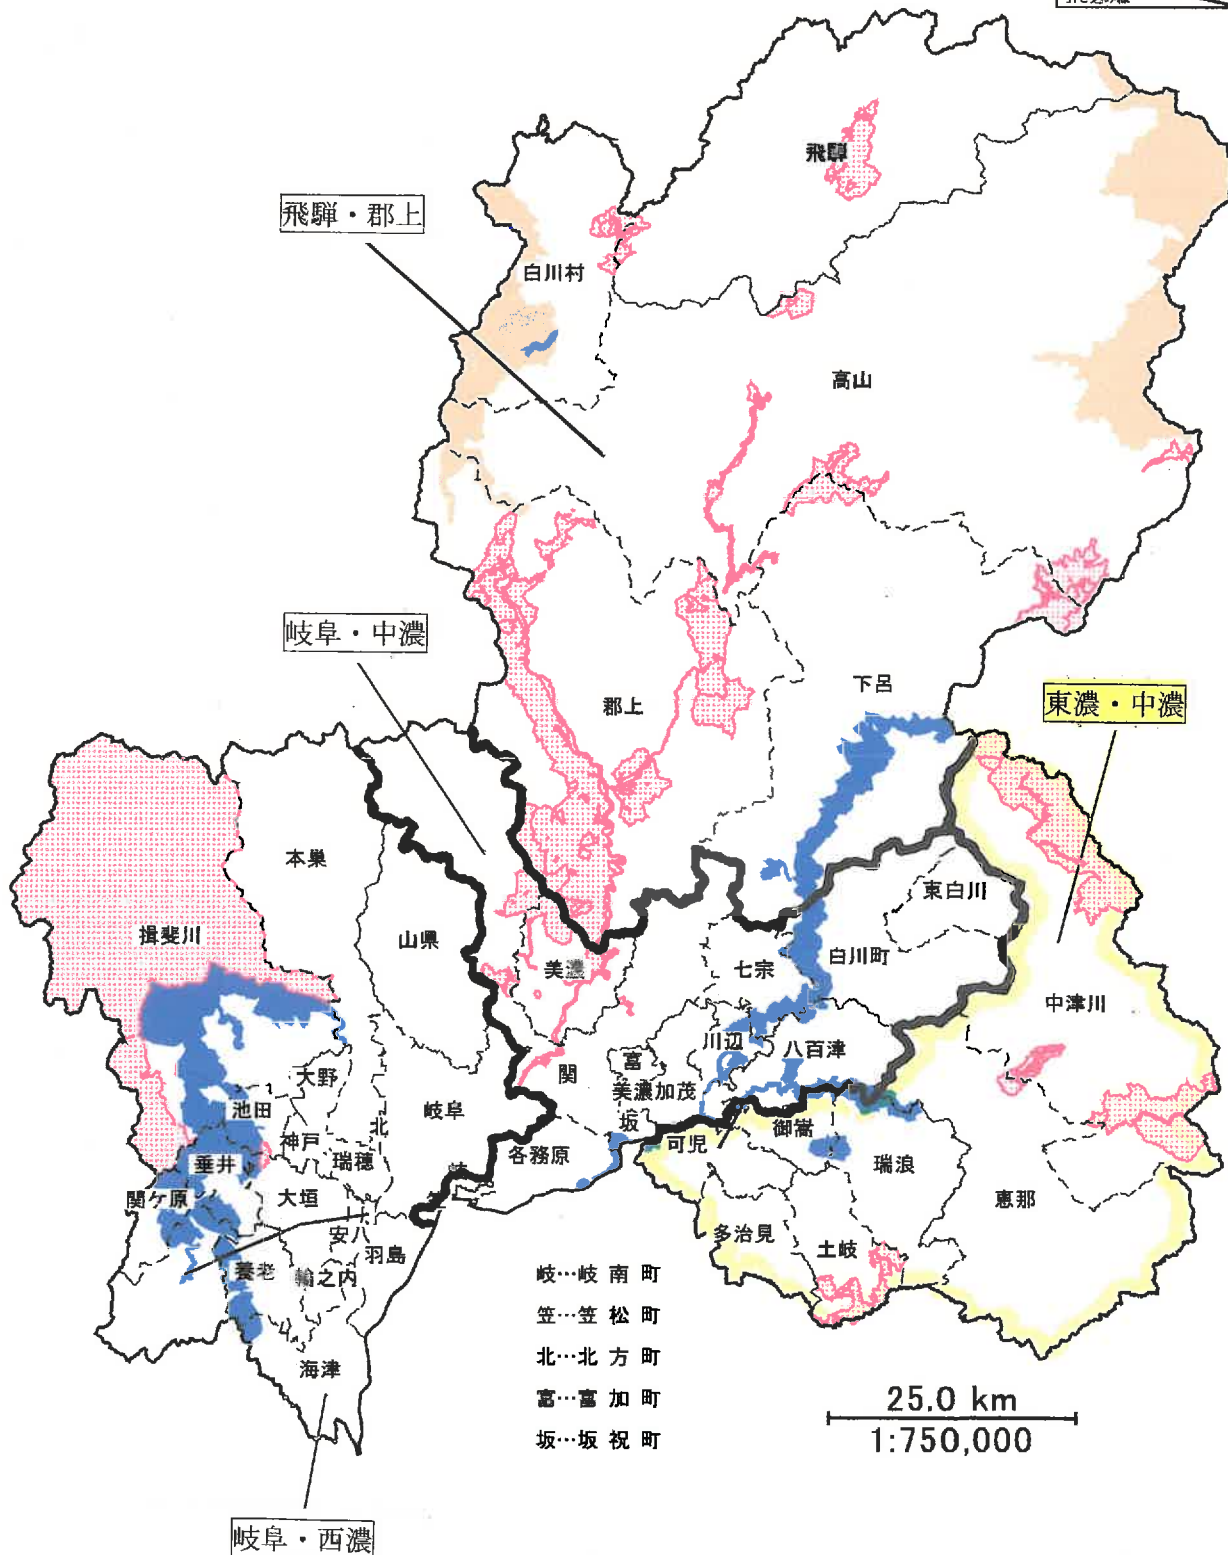 飛騨
飛騨・郡上
白川村
高山
岐阜・中濃
下呂
東濃・中濃
郡上
本巣
東白川
揖斐川
山県
美濃
七宗
白川町
中津川
川辺
八百津
富
関
大野
美濃加茂
池田
岐阜
北
坂
御嵩
神戸
各務原
可児
瑞穂
垂井
瑞浪
関ケ原
大垣
恵那
安八
羽島
多治見
土岐
養老
輪之内
岐…岐南町
笠…笠松町
海津
北…北方町
富…富加町
坂…坂祝町
25.0 km
1:750,000
岐阜・西濃